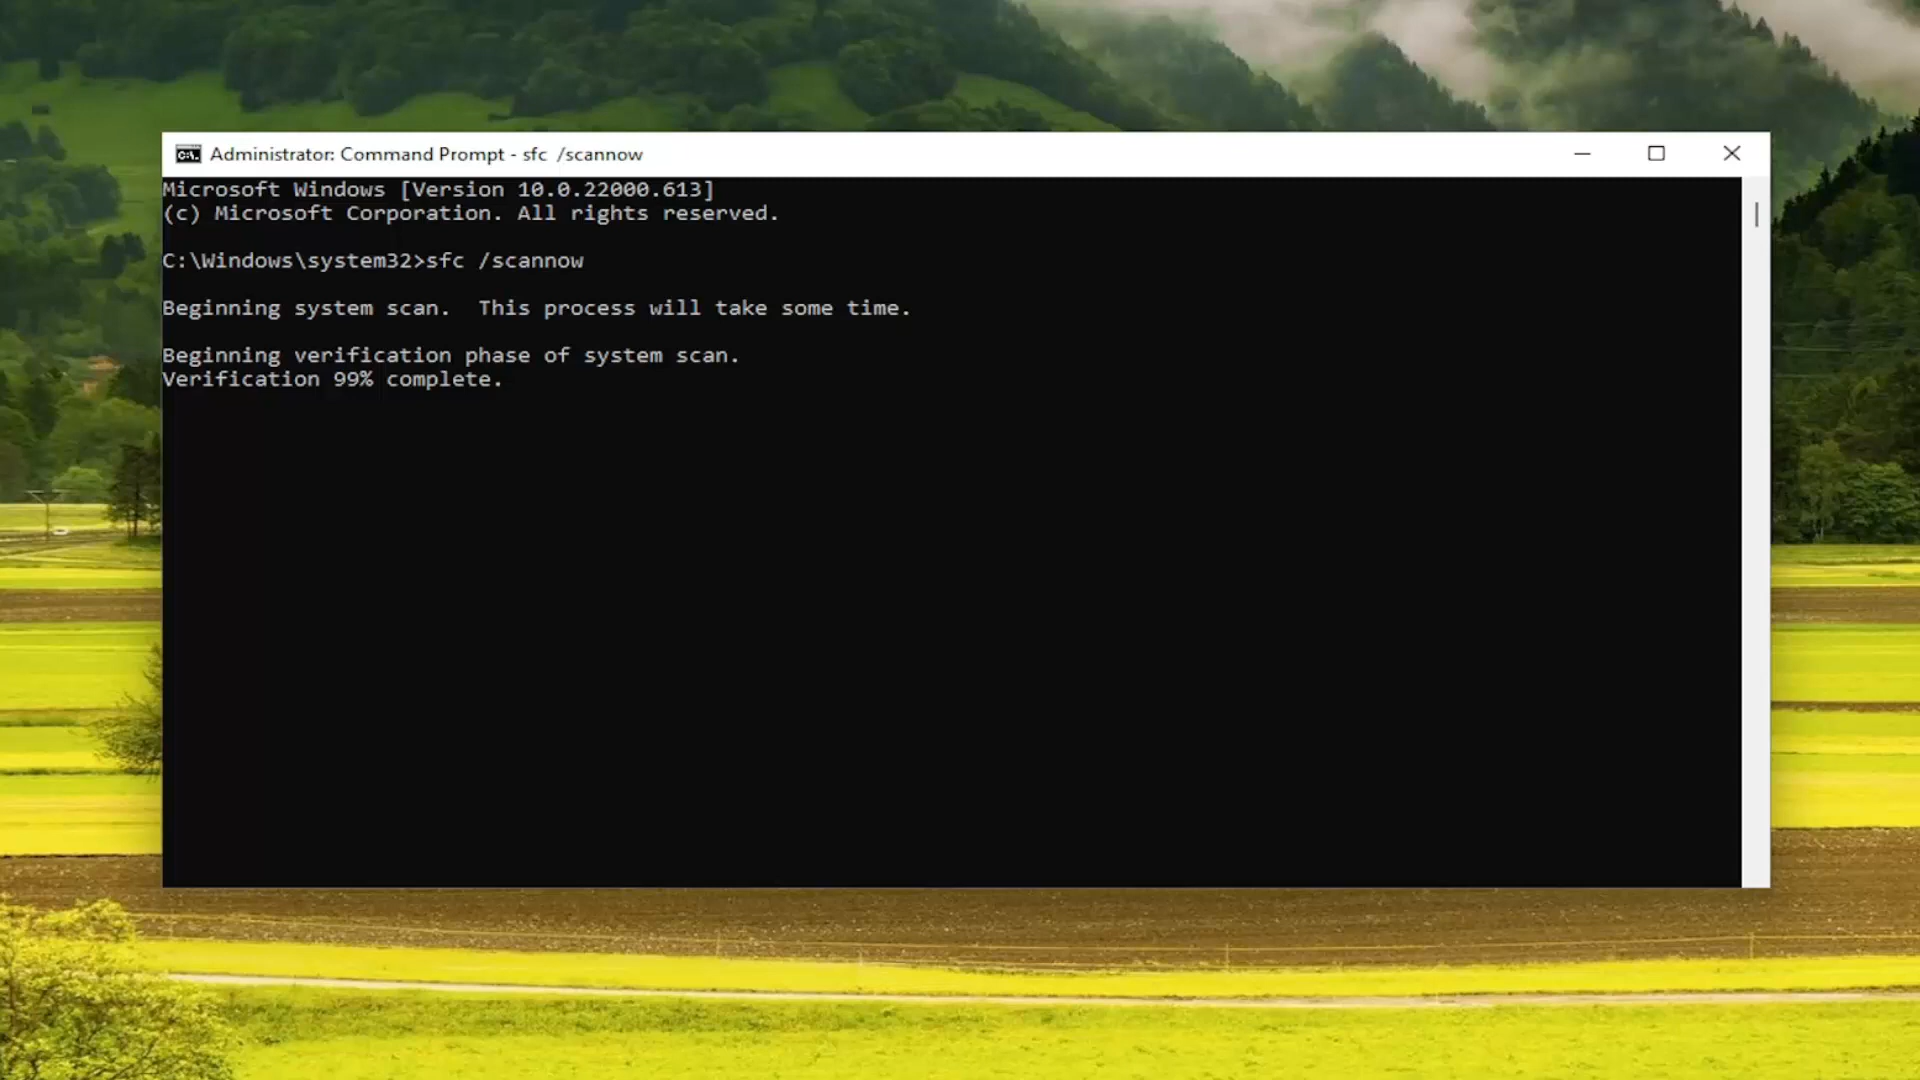 Administrator: Command Prompt - sfc  /scannow
Microsoft Windows [Version 10.0.22000.613]
(c) Microsoft Corporation. All rights reserved.
C:\Windows\system32>sfc /scannow
Beginning system scan.  This process will take some time.
Beginning verification phase of system scan.
Verification 99% complete.